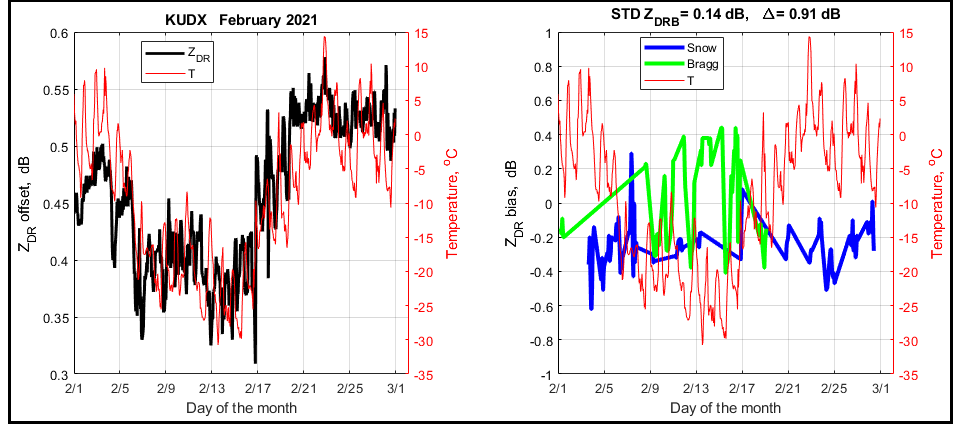 KUDX February 2021
STD Z_DRB = 0.14 dB, Δ = 0.91 dB
0.6
0.55
0.5
0.45
0.4
0.35
0.3
Z_DR offset, dB
Z_DR
T
15
10
5
0
-5
-10
-15
-20
-25
-30
-35
Temperature, °C
2/1 2/5 2/9 2/13 2/17 2/21 2/25 3/1
Day of the month
1
0.8
0.6
0.4
0.2
0
-0.2
-0.4
-0.6
-0.8
-1
Z_DR bias, dB
Snow
Bragg
T
15
10
5
0
-5
-10
-15
-20
-25
-30
-35
Temperature, °C
2/1 2/5 2/9 2/13 2/17 2/21 2/25 3/1
Day of the month